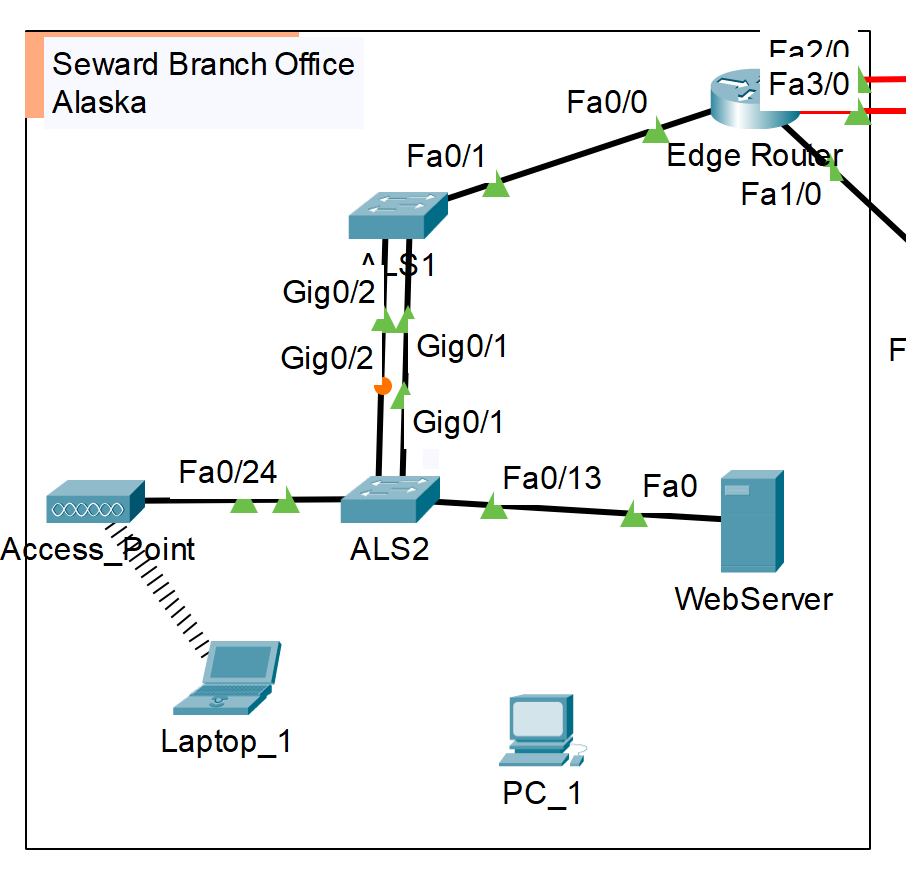 Seward Branch Office
Alaska
Fa2/0
Fa3/0
Fa0/0
Edge Router
Fa0/1
Fa1/0
ALS1
Gig0/2
Gig0/1
Gig0/2
Gig0/1
Fa0/24
Fa0/13
Fa0
Access_Point
ALS2
WebServer
Laptop_1
PC_1
F